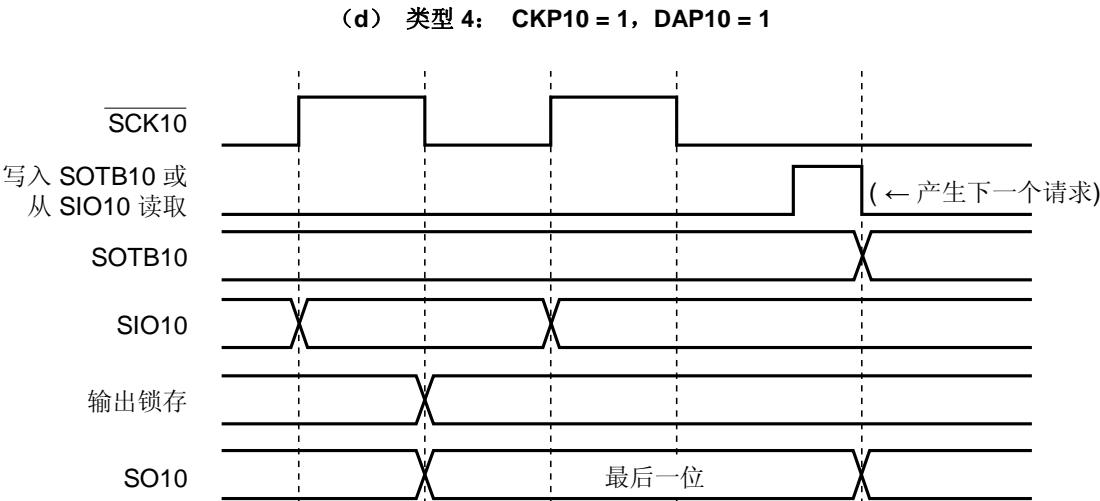 （d） 类型 4： CKP10 = 1，DAP10 = 1
SCK10
写入 SOTB10 或
从 SIO10 读取
( ← 产生下一个请求)
SOTB10
SIO10
输出锁存
SO10
最后一位